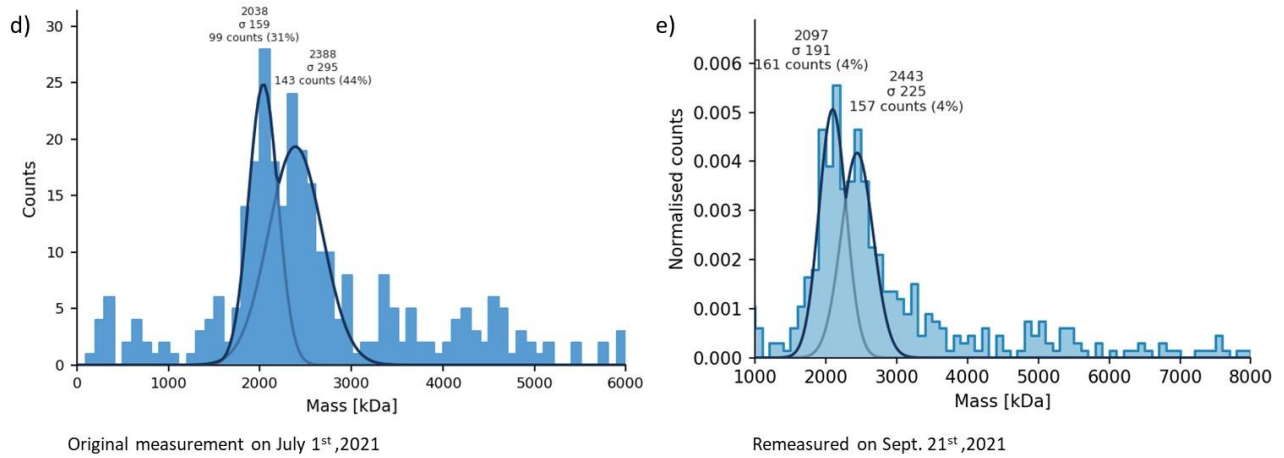 d)
2038
σ 159
99 counts (31%)
2388
σ 295
143 counts (44%)
30
25
20
15
10
5
0
Counts
0 1000 2000 3000 4000 5000 6000
Mass [kDa]
Original measurement on July 1st ,2021
e)
2097
σ 191
161 counts (4%)
2443
σ 225
157 counts (4%)
0.006
0.005
0.004
0.003
0.002
0.001
0.000
Normalised counts
1000 2000 3000 4000 5000 6000 7000 8000
Mass [kDa]
Remeasured on Sept. 21st ,2021